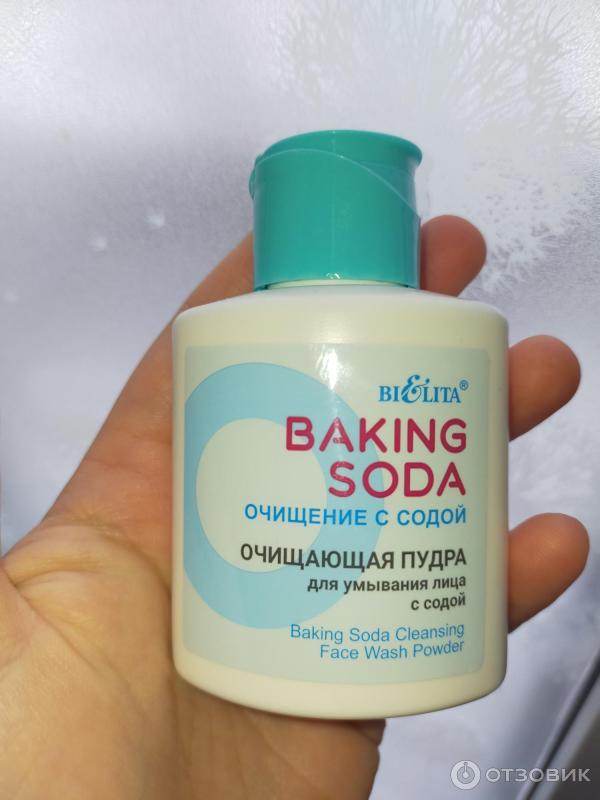 BIELITA®
BAKING
SODA
ОЧИЩЕНИЕ С СОДОЙ
ОЧИЩАЮЩАЯ ПУДРА
для умывания лица
с содой
Baking Soda Cleansing
Face Wash Powder
ОТЗОВИК